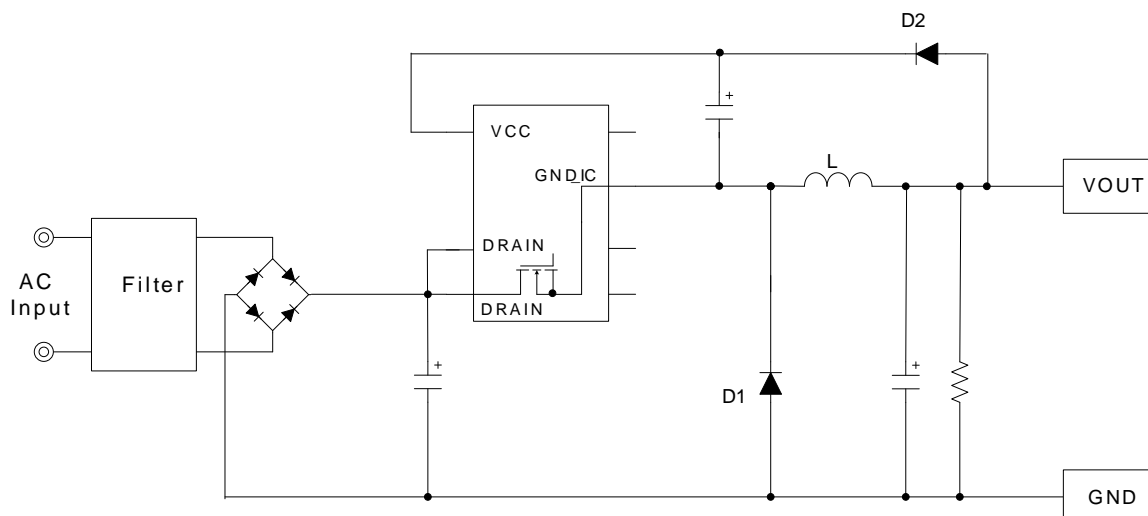 D2
VCC
GND_IC
L
VOUT
DRAIN
AC
Input
Filter
DRAIN
D1
GND
+
+
+